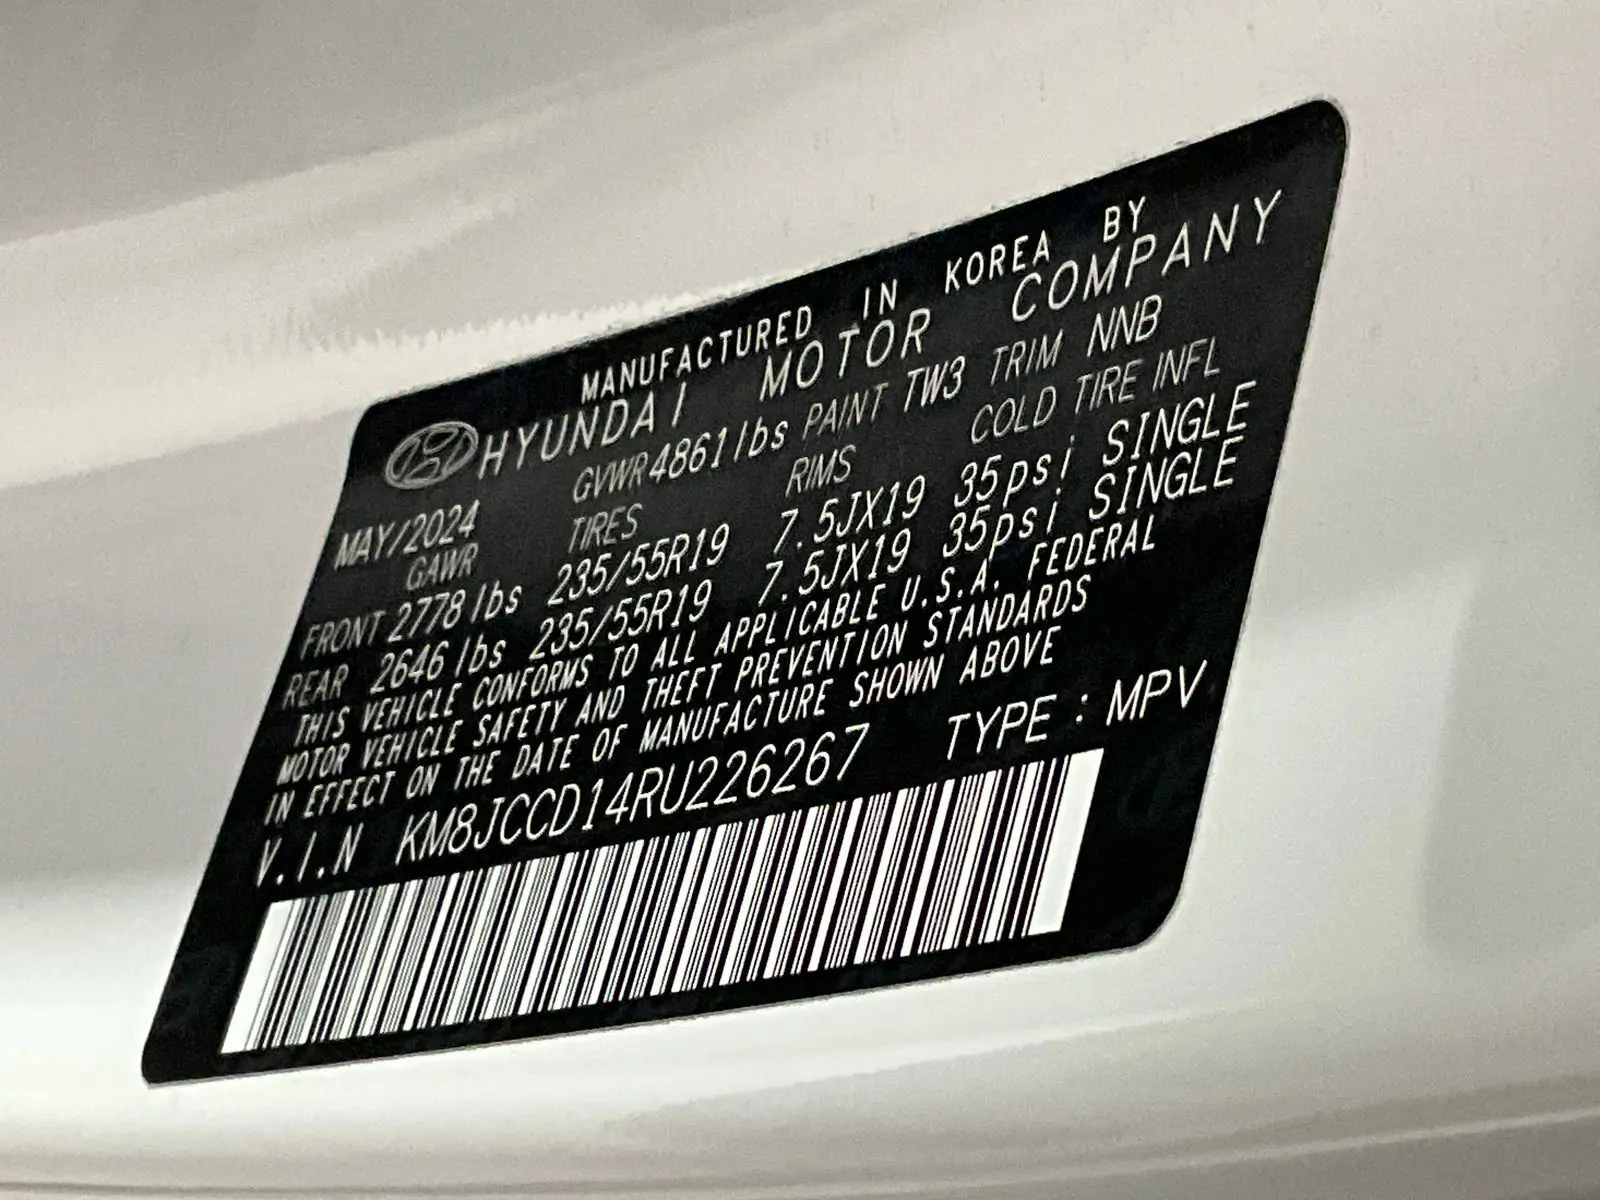 MANUFACTURED IN KOREA BY
HYUNDAI MOTOR COMPANY
MAY/2024 GVWR 4861lbs PAINT TW3 TRIM NNB
GAWR TIRES RIMS COLD TIRE INFL
FRONT 2778lbs 235/55R19 7.5JX19 35psi SINGLE
REAR 2646lbs 235/55R19 7.5JX19 35psi SINGLE
THIS VEHICLE CONFORMS TO ALL APPLICABLE U.S.A. FEDERAL
MOTOR VEHICLE SAFETY AND THEFT PREVENTION STANDARDS
IN EFFECT ON THE DATE OF MANUFACTURE SHOWN ABOVE
V.I.N KM8JCCD14RU226267 TYPE : MPV